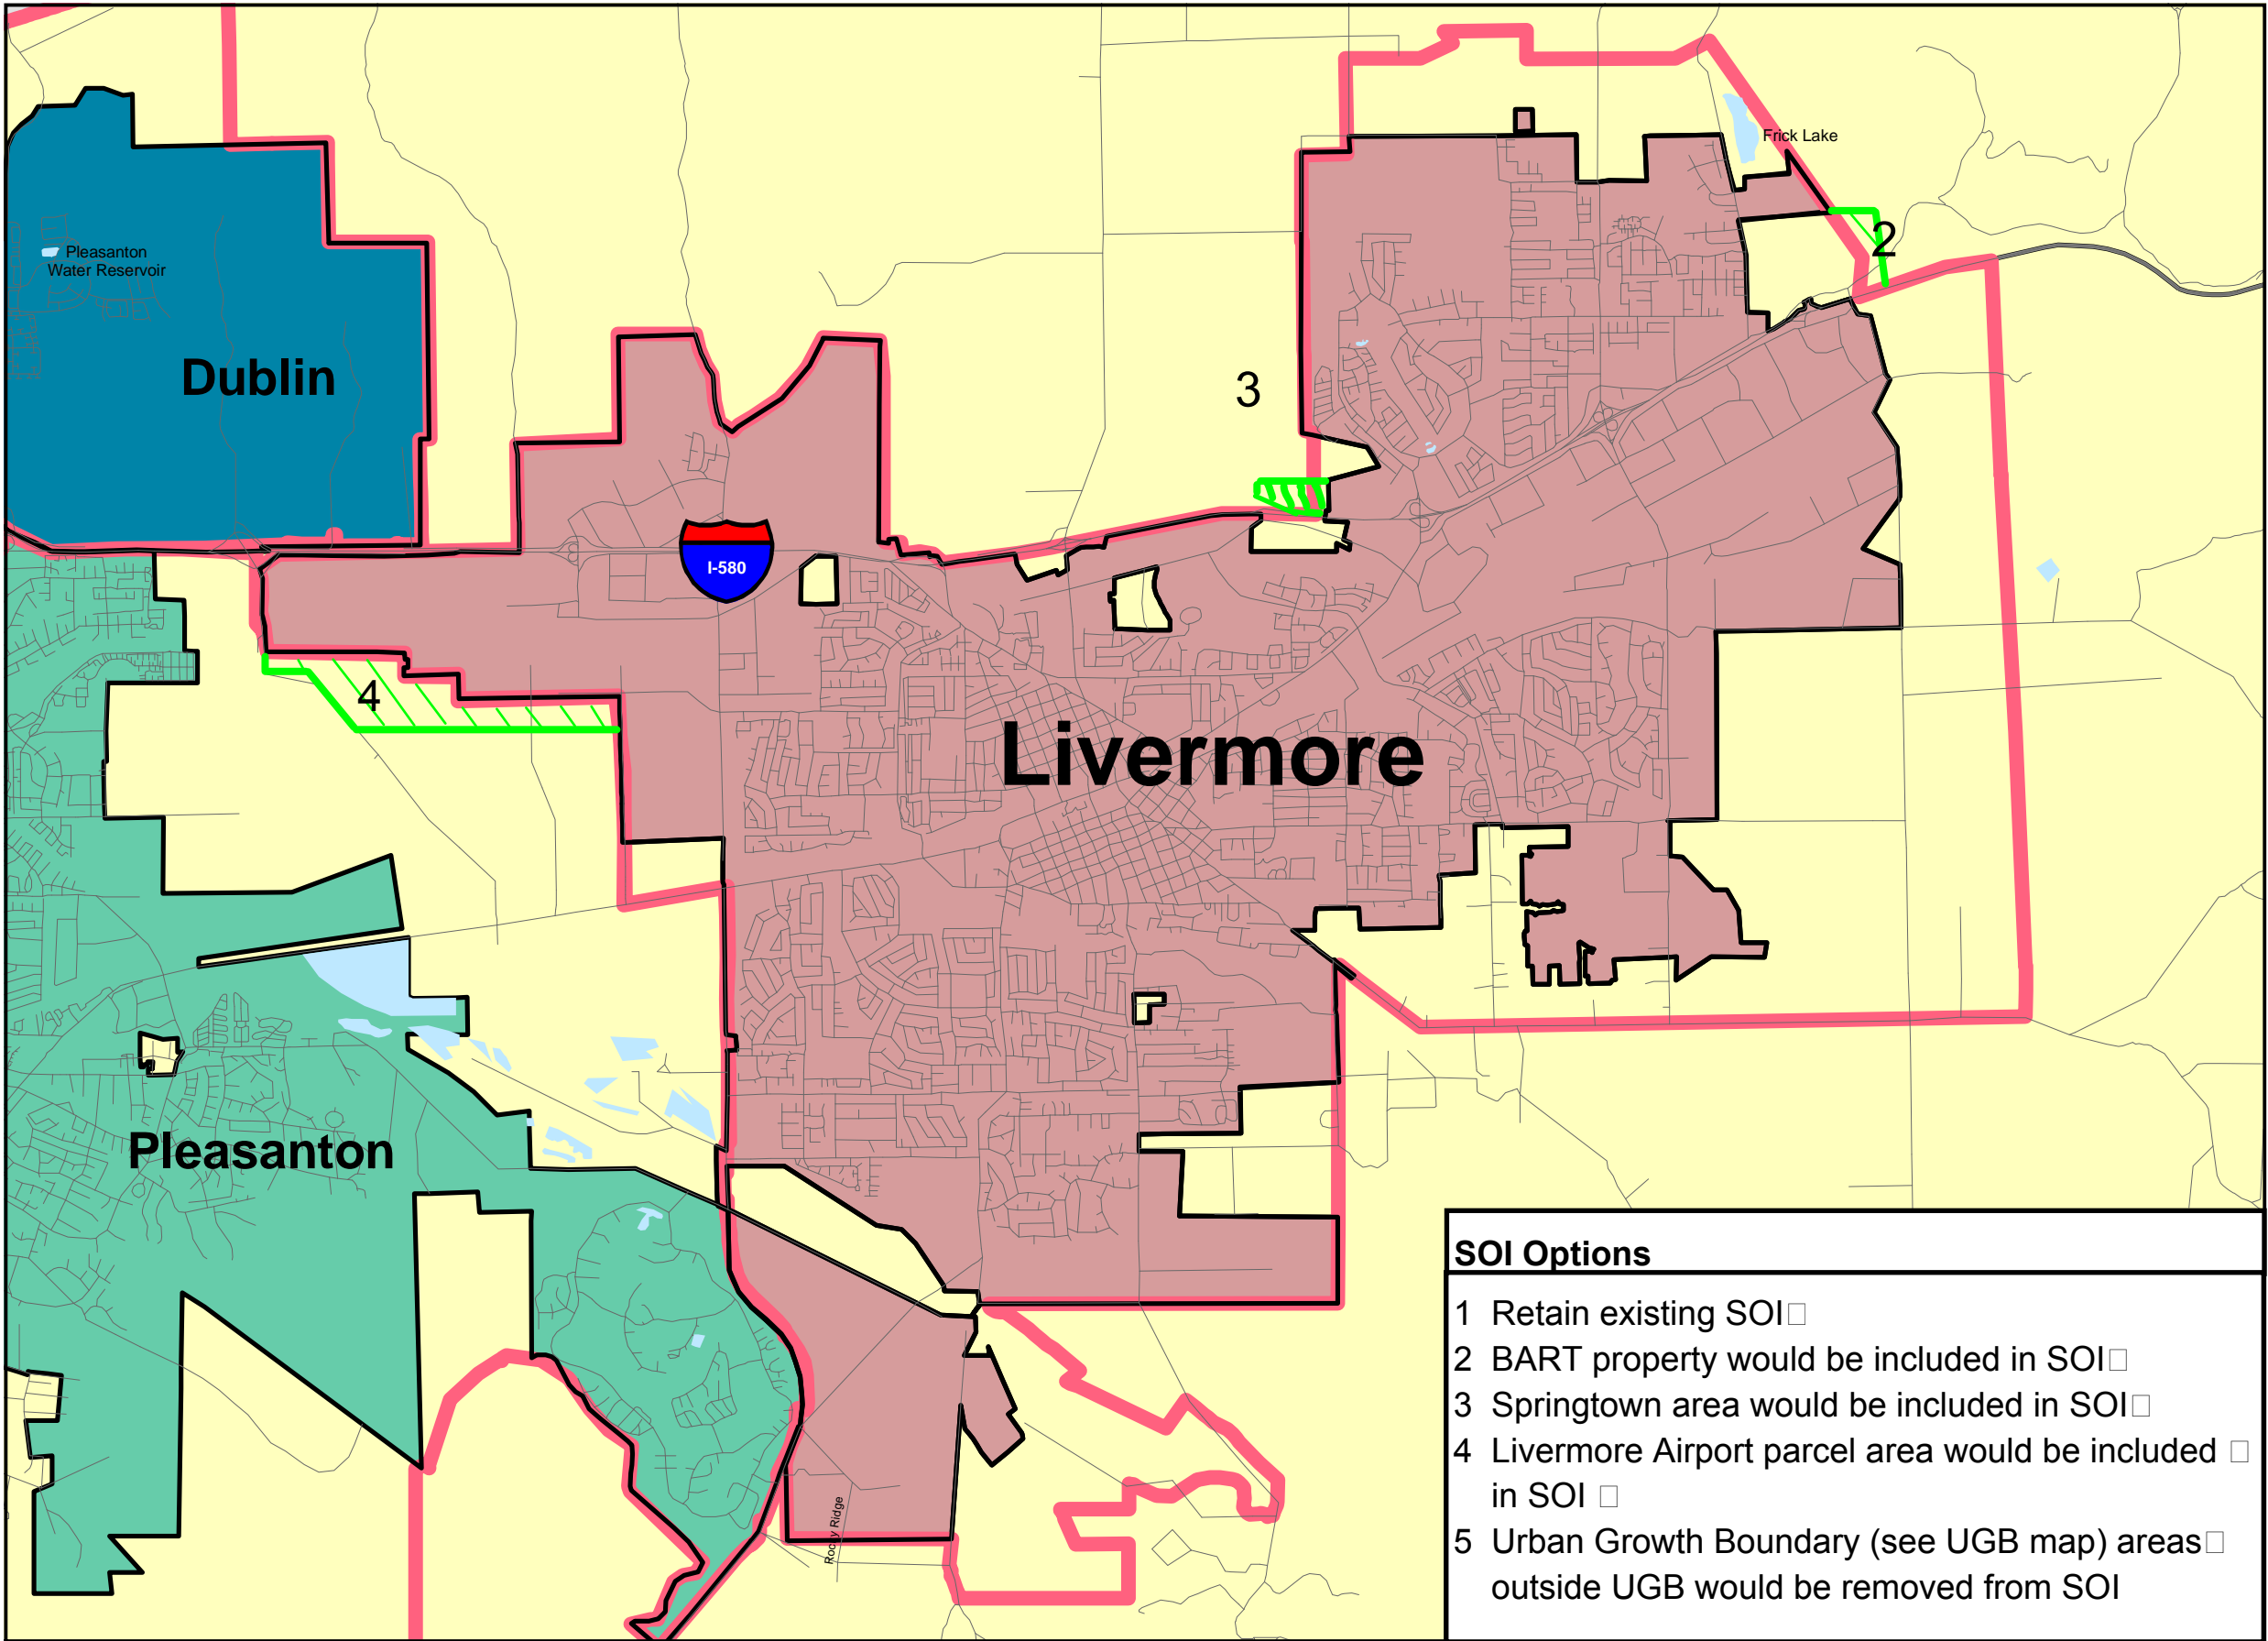 Frick Lake
2
Pleasanton
Water Reservoir
Dublin
3
I-580
4
Livermore
Pleasanton
Rocky Ridge
SOI Options
1 Retain existing SOI□
2 BART property would be included in SOI□
3 Springtown area would be included in SOI□
4 Livermore Airport parcel area would be included □
in SOI □
5 Urban Growth Boundary (see UGB map) areas□
outside UGB would be removed from SOI